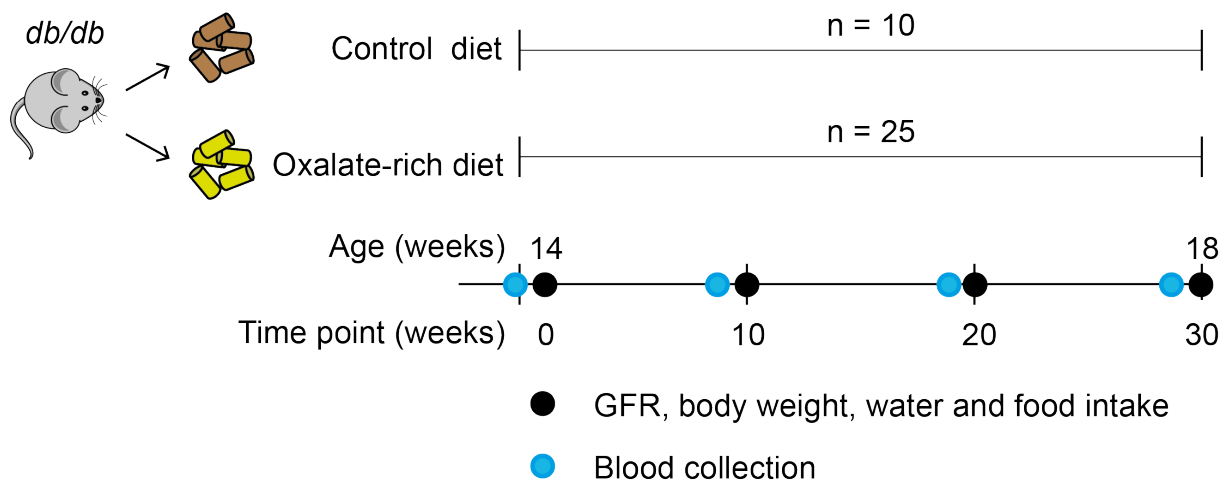 db/db
Control diet
n = 10
Oxalate-rich diet
n = 25
Age (weeks) 14 18
Time point (weeks) 0 10 20 30
GFR, body weight, water and food intake
Blood collection